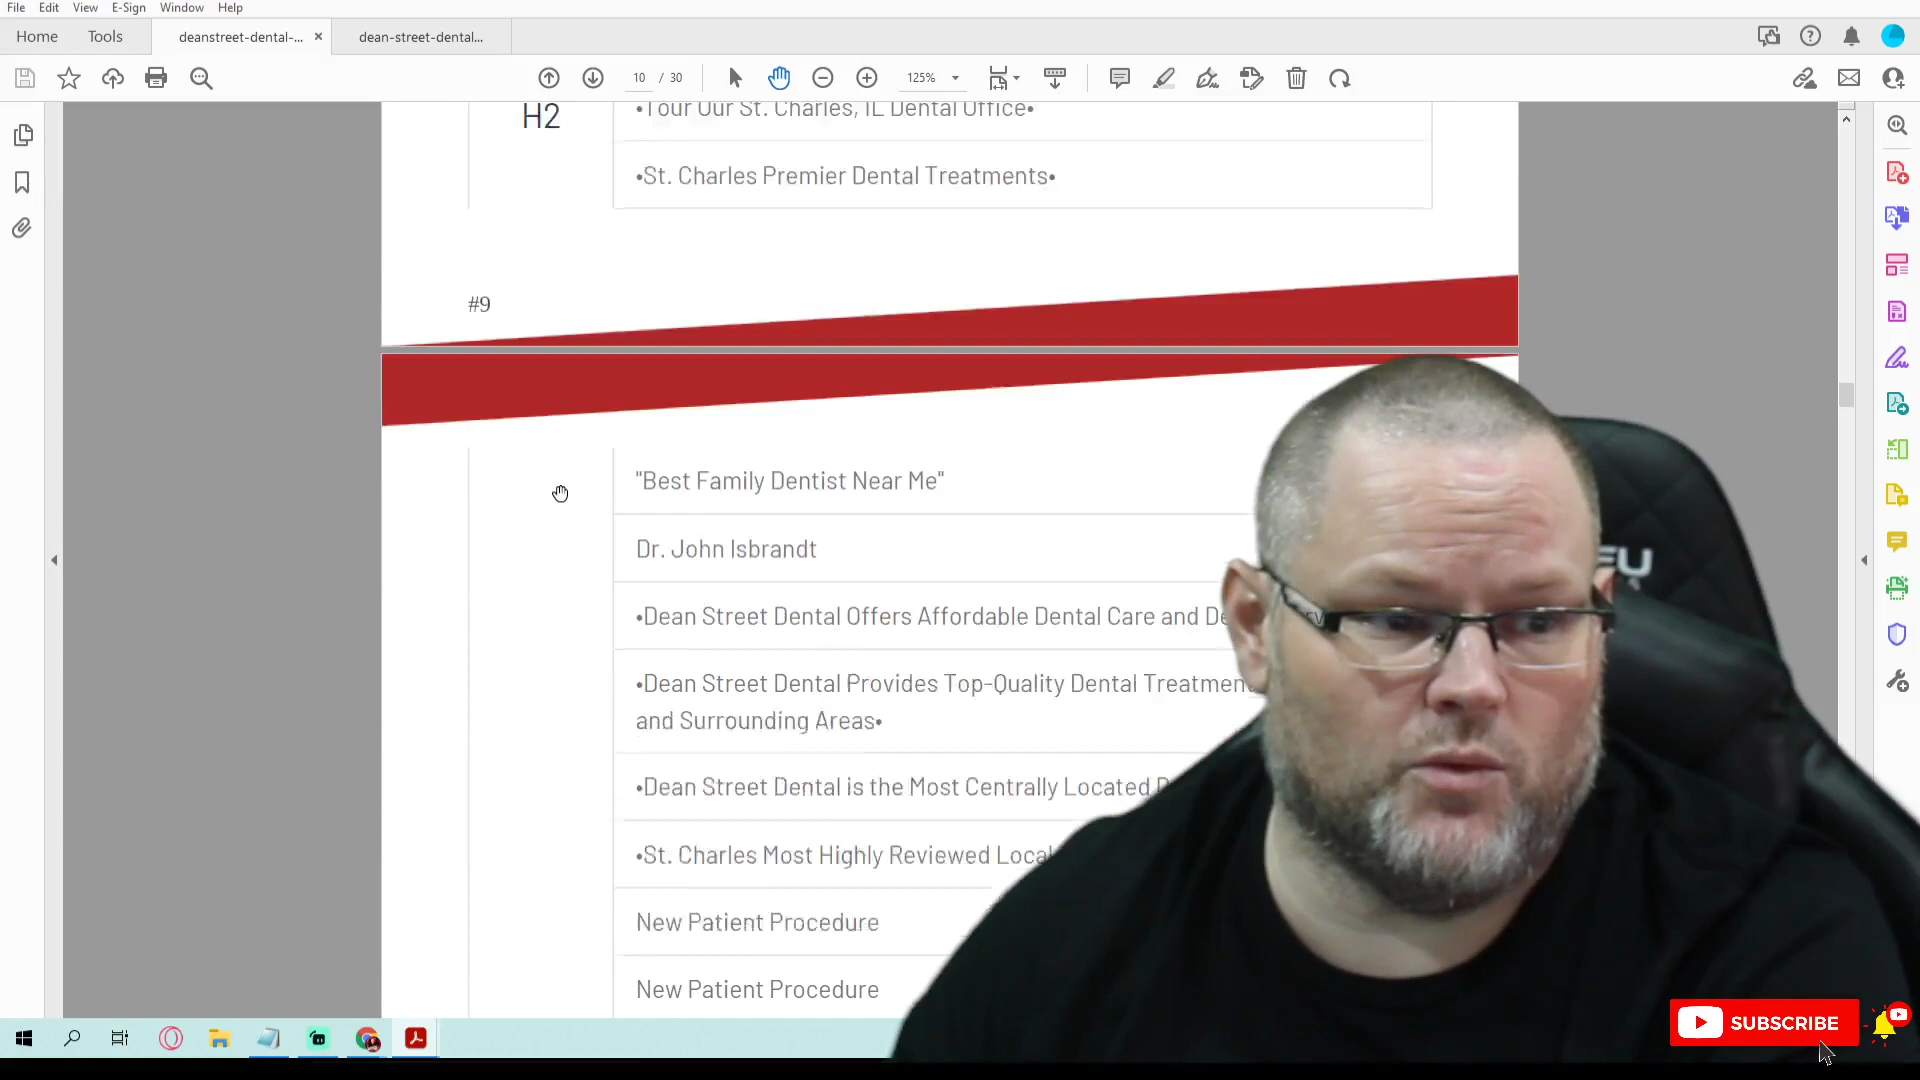 File Edit View E-Sign Window Help
Home Tools deanstreet-dental-... × dean-street-dental...
10 / 30 125%
H2
•Tour Our St. Charles, IL Dental Office•
•St. Charles Premier Dental Treatments•
#9
"Best Family Dentist Near Me"
Dr. John Isbrandt
•Dean Street Dental Offers Affordable Dental Care and
•Dean Street Dental Provides Top-Quality Dental
and Surrounding Areas•
•Dean Street Dental is the Most Centrally Located
•St. Charles Most Highly Reviewed
New Patient Procedure
New Patient Procedure
SUBSCRIBE